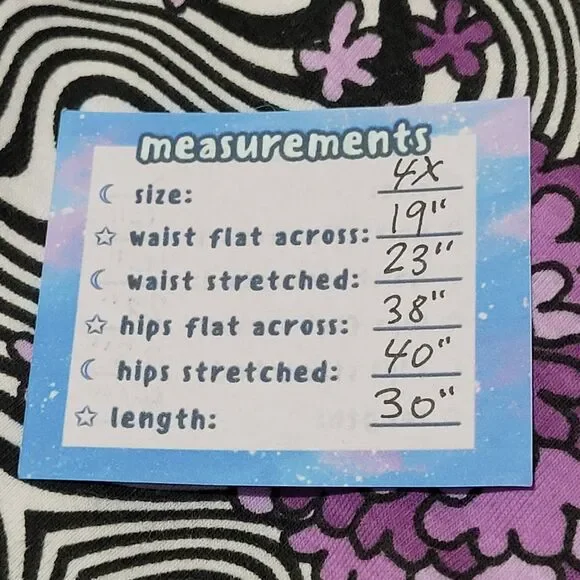 measurements
size: 4X
waist flat across: 19"
waist stretched: 23"
hips flat across: 38"
hips stretched: 40"
length: 30"